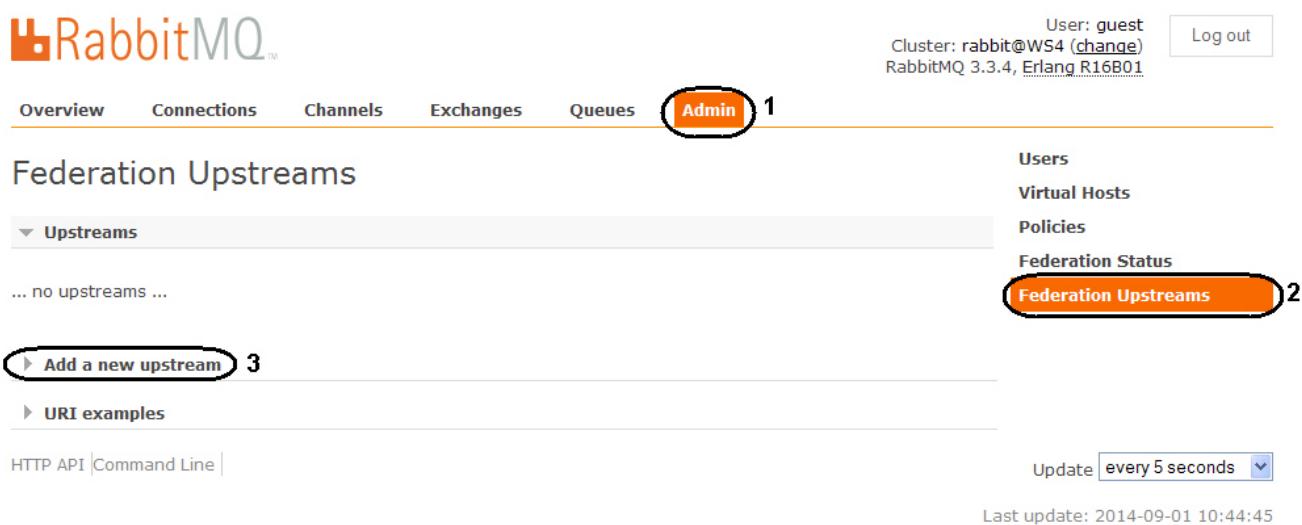 RabbitMQ™
User: guest
Cluster: rabbit@WS4 (change)
RabbitMQ 3.3.4, Erlang R16B01
Log out
Overview Connections Channels Exchanges Queues Admin 1
Federation Upstreams
Upstreams
... no upstreams ...
Add a new upstream 3
URI examples
Users
Virtual Hosts
Policies
Federation Status
Federation Upstreams 2
HTTP API Command Line
Update every 5 seconds
Last update: 2014-09-01 10:44:45